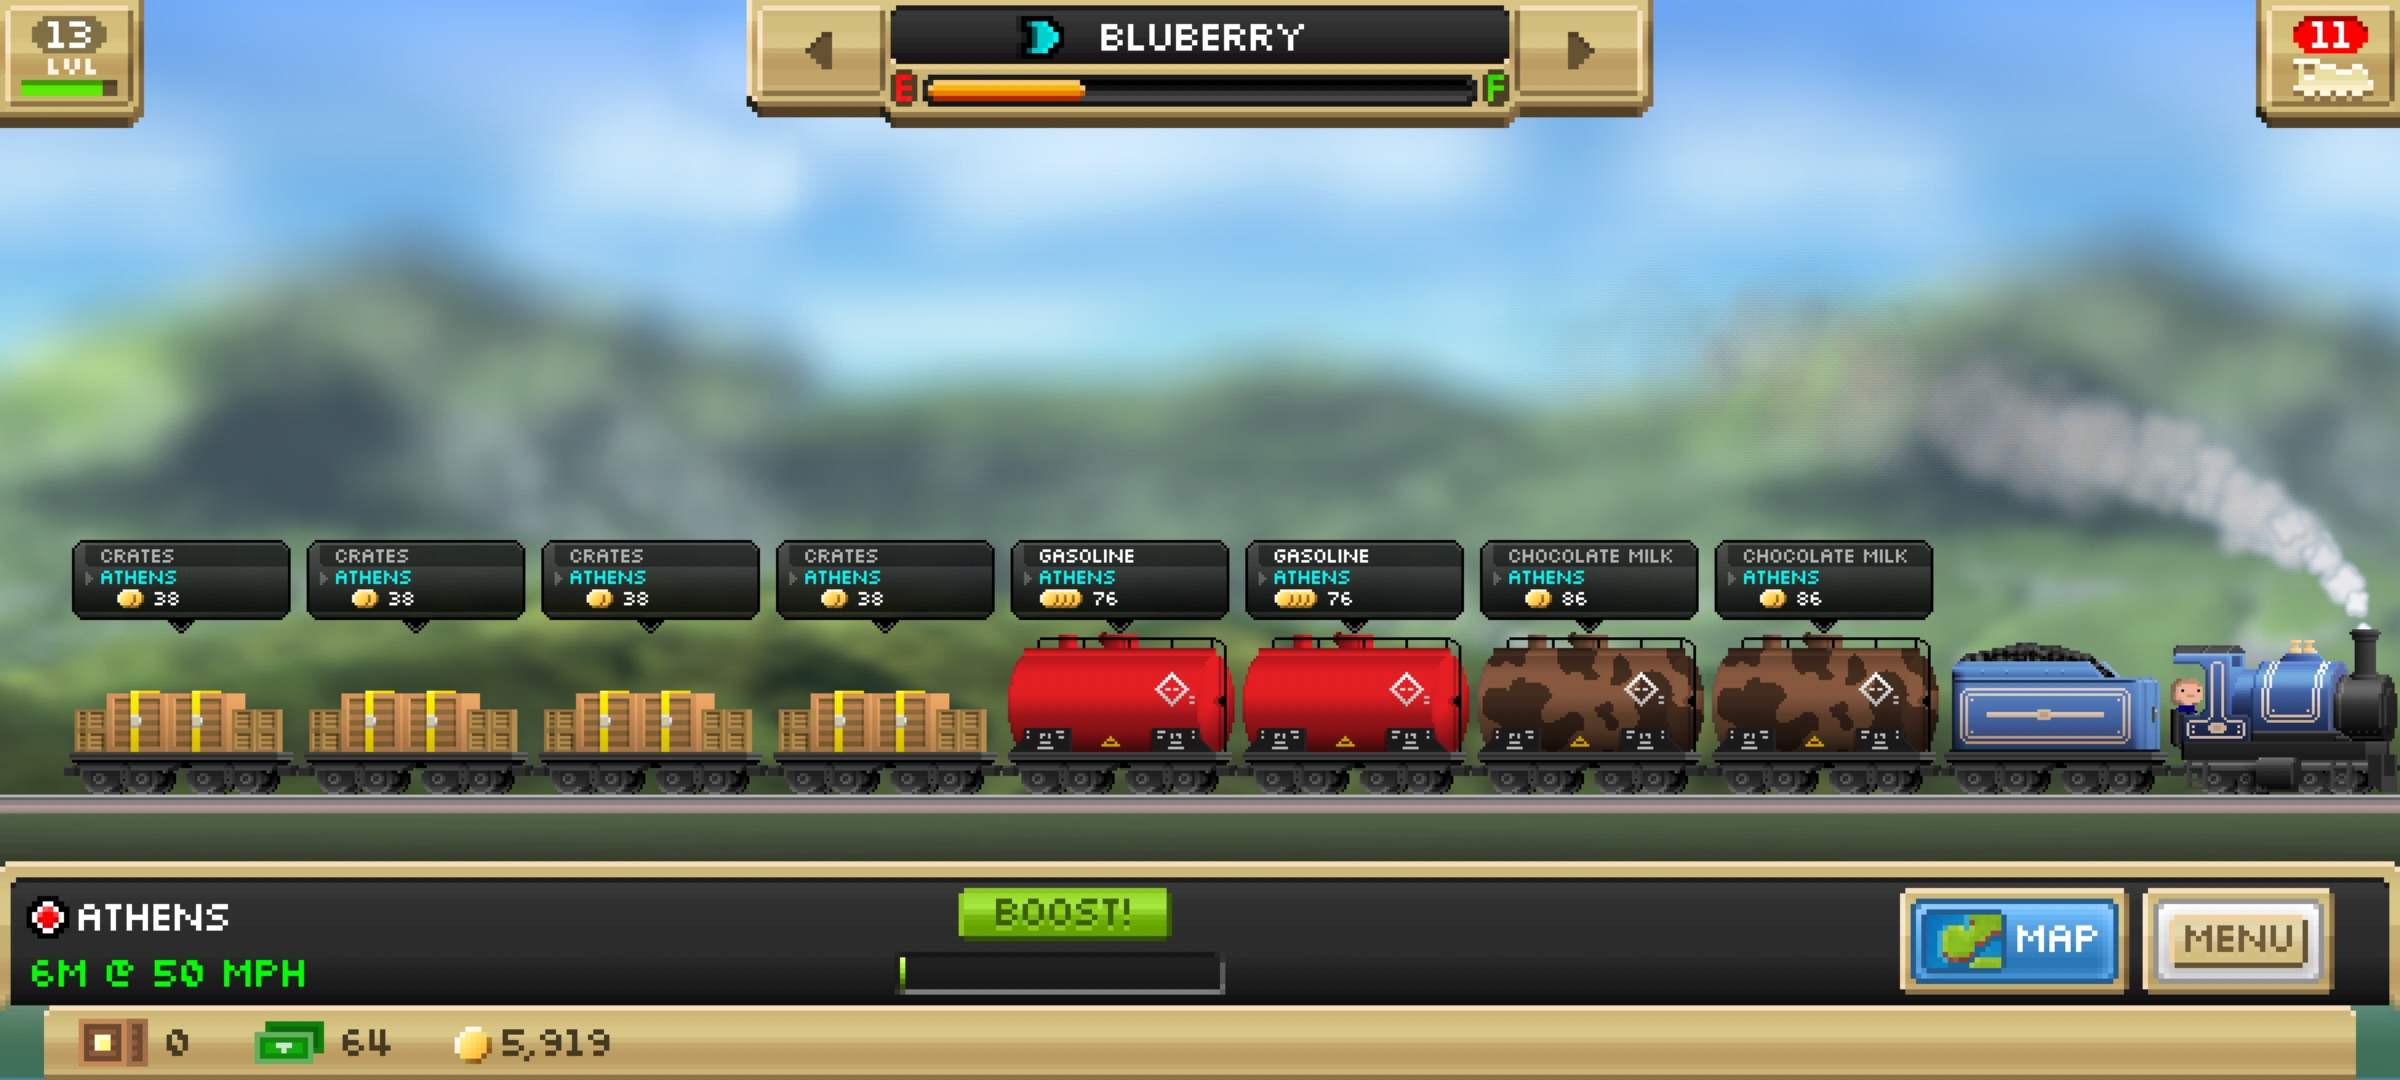 13
LVL
BLUBERRY
E F
11
CRATES
ATHENS
38
CRATES
ATHENS
38
CRATES
ATHENS
38
CRATES
ATHENS
38
GASOLINE
ATHENS
76
GASOLINE
ATHENS
76
CHOCOLATE MILK
ATHENS
86
CHOCOLATE MILK
ATHENS
86
ATHENS
6M @ 50 MPH
BOOST!
MAP
MENU
0
64
5,919